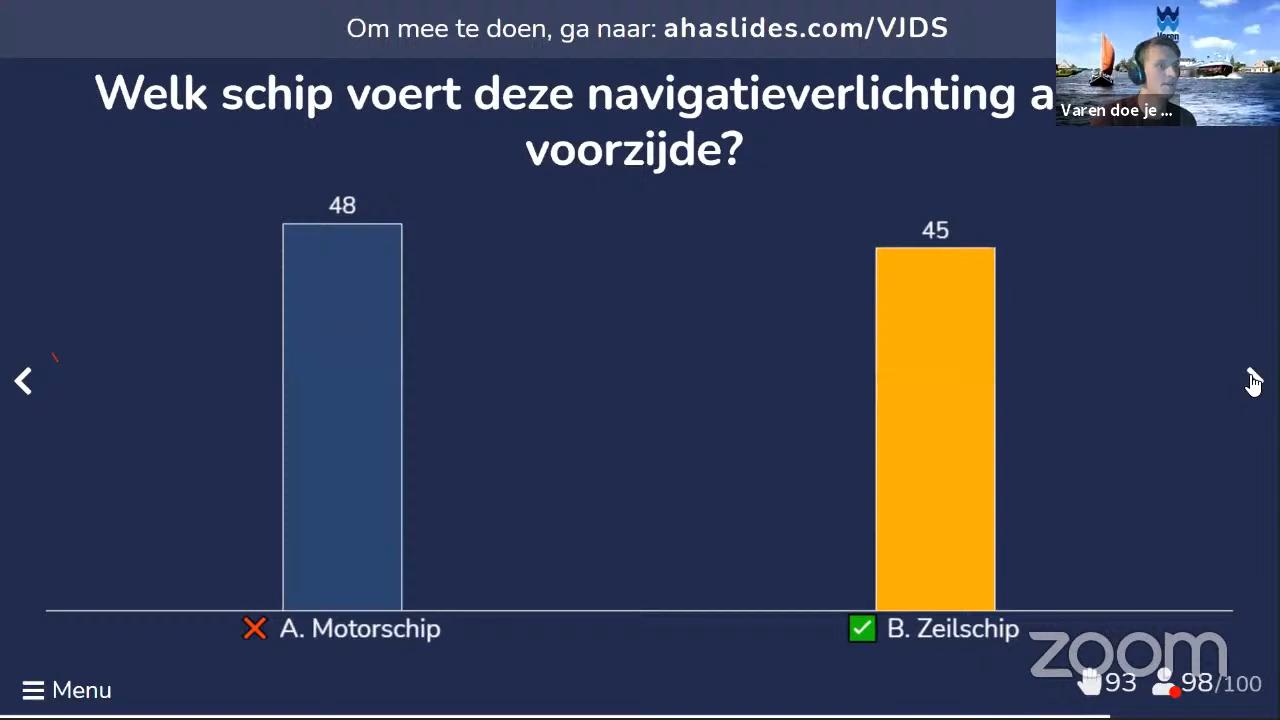 Om mee te doen, ga naar: ahaslides.com/VJDS
Varen
Varen doe je ...
Welk schip voert deze navigatieverlichting a
voorzijde?
48
45
A. Motorschip
B. Zeilschip
zoom
Menu
93
98/100